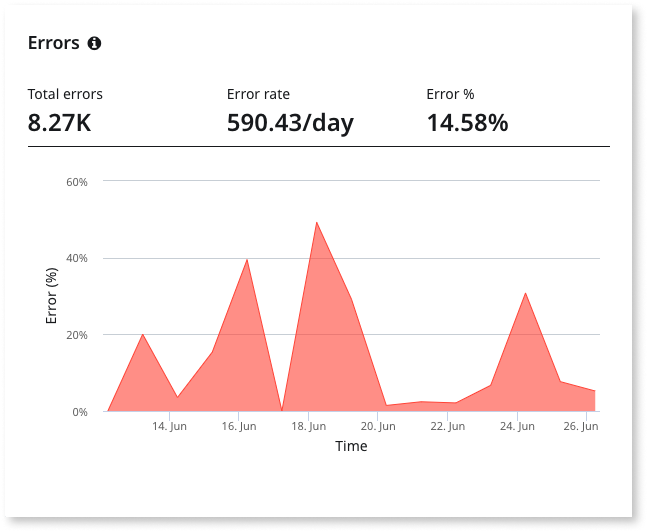 Errors
Total errors Error rate Error %
8.27K 590.43/day 14.58%
60%
40%
20%
0%
Error (%)
14. Jun 16. Jun 18. Jun 20. Jun 22. Jun 24. Jun 26. Jun
Time